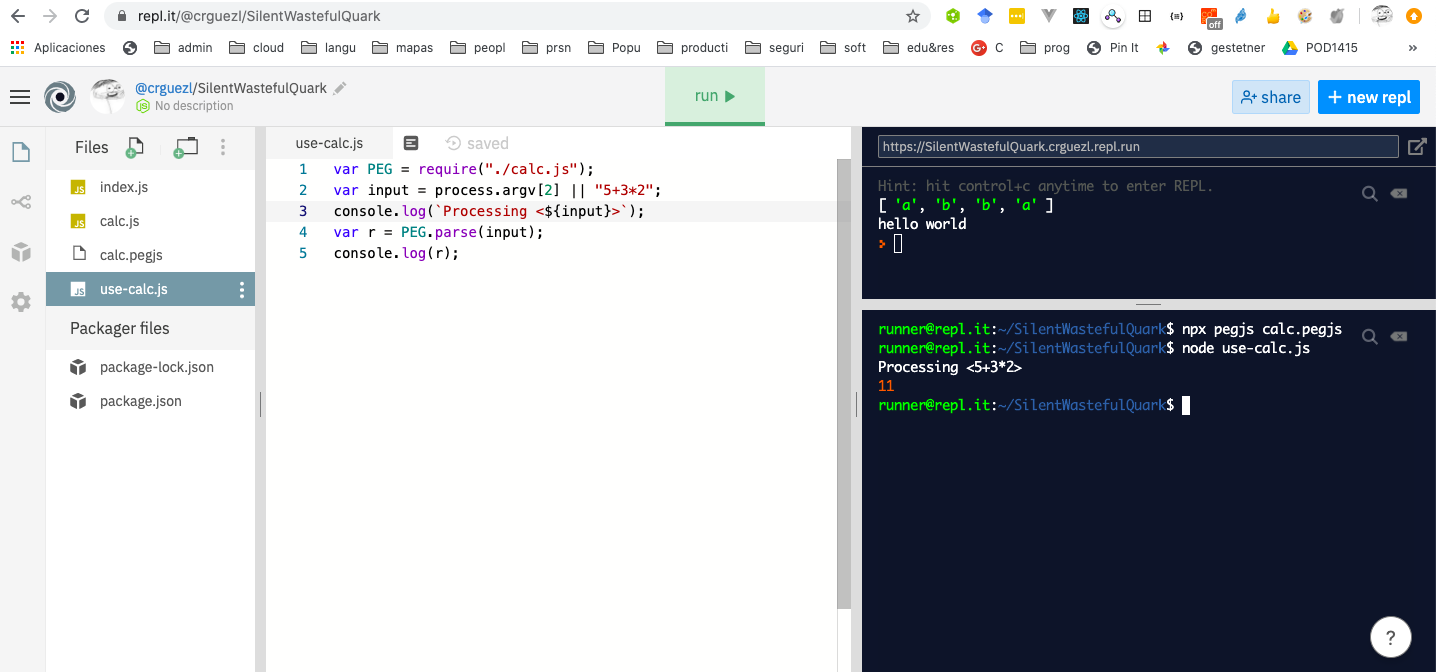 repl.it/@crguezl/SilentWastefulQuark
off
Aplicaciones admin cloud langu mapas peopl prsn Popu producti seguri soft edu&res G+ C prog Pin It gestetner POD1415 »
@crguezl/SilentWastefulQuark
No description
run
share
+ new repl
Files
JS index.js
JS calc.js
calc.pegjs
JS use-calc.js
Packager files
package-lock.json
package.json
use-calc.js saved
1 var PEG = require("./calc.js");
2 var input = process.argv[2] || "5+3*2";
3 console.log(`Processing <${input}>`);
4 var r = PEG.parse(input);
5 console.log(r);
https://SilentWastefulQuark.crguezl.repl.run
Hint: hit control+c anytime to enter REPL.
[ 'a', 'b', 'b', 'a' ]
hello world
>
runner@repl.it:~/SilentWastefulQuark$ npx pegjs calc.pegjs
runner@repl.it:~/SilentWastefulQuark$ node use-calc.js
Processing <5+3*2>
11
runner@repl.it:~/SilentWastefulQuark$
?